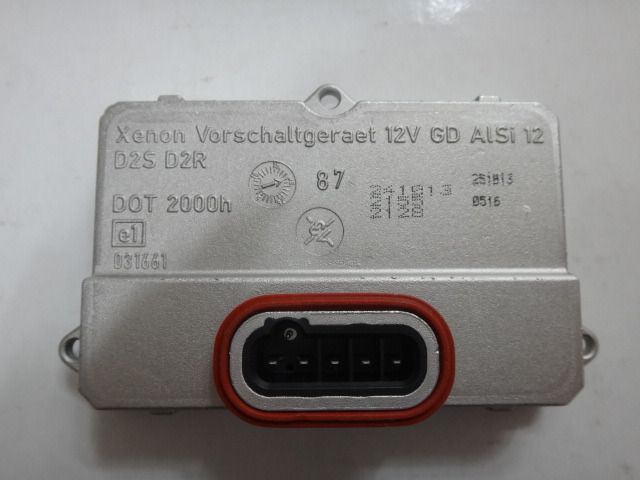 Xenon Vorschaltgeraet 12V GD AlSi 12
D2S D2R
87
251813
0516
DOT 2000h
e1
031661